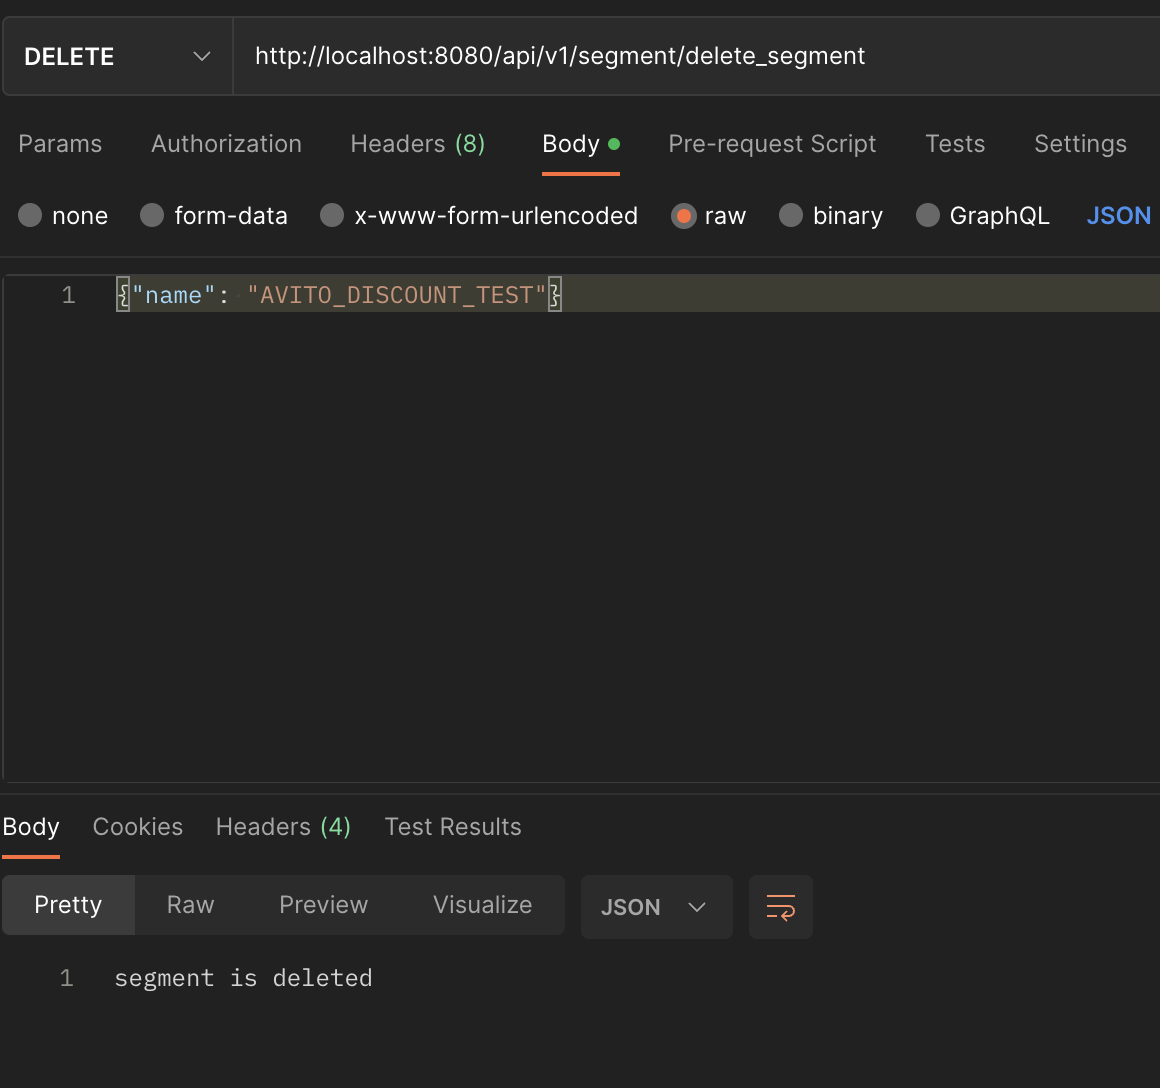 DELETE http://localhost:8080/api/v1/segment/delete_segment
Params Authorization Headers (8) Body Pre-request Script Tests Settings
none form-data x-www-form-urlencoded raw binary GraphQL JSON
1 {"name": "AVITO_DISCOUNT_TEST"}
Body Cookies Headers (4) Test Results
Pretty Raw Preview Visualize JSON
1 segment is deleted